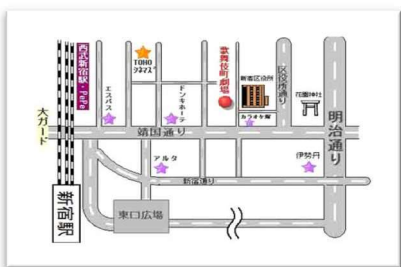 西武新宿駅・PePe
TOHO
シネマズ
エスパス
ドンキホーテ
歌舞伎町劇場
新宿区役所
区役所通り
花園神社
カラオケ館
大ガード
靖国通り
明治通り
アルタ
伊勢丹
新宿通り
新宿駅
東口広場